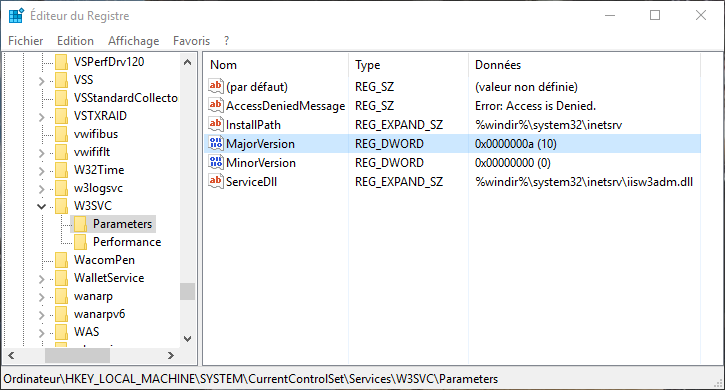 Éditeur du Registre
Fichier Edition Affichage Favoris ?
VSPerfDrv120
VSS
VSStandardCollecto
VSTXRAID
vwifibus
vwififlt
W32Time
w3logsvc
W3SVC
Parameters
Performance
WacomPen
WalletService
wanarp
wanarpv6
WAS
Nom Type Données
(par défaut) REG_SZ (valeur non définie)
AccessDeniedMessage REG_SZ Error: Access is Denied.
InstallPath REG_EXPAND_SZ %windir%\system32\inetsrv
MajorVersion REG_DWORD 0x0000000a (10)
MinorVersion REG_DWORD 0x00000000 (0)
ServiceDll REG_EXPAND_SZ %windir%\system32\inetsrv\iisw3adm.dll
Ordinateur\HKEY_LOCAL_MACHINE\SYSTEM\CurrentControlSet\Services\W3SVC\Parameters